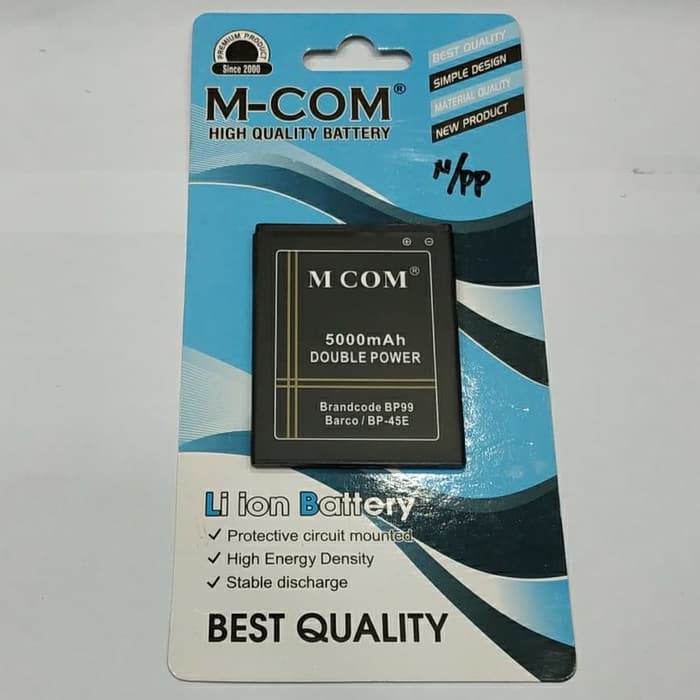 PREMIUM PRODUCT
Since 2000
M-COM®
HIGH QUALITY BATTERY
BEST QUALITY
SIMPLE DESIGN
MATERIAL QUALITY
NEW PRODUCT
N/PP
M COM®
5000mAh
DOUBLE POWER
Brandcode BP99
Barco / BP-45E
Li ion Battery
Protective circuit mounted
High Energy Density
Stable discharge
BEST QUALITY